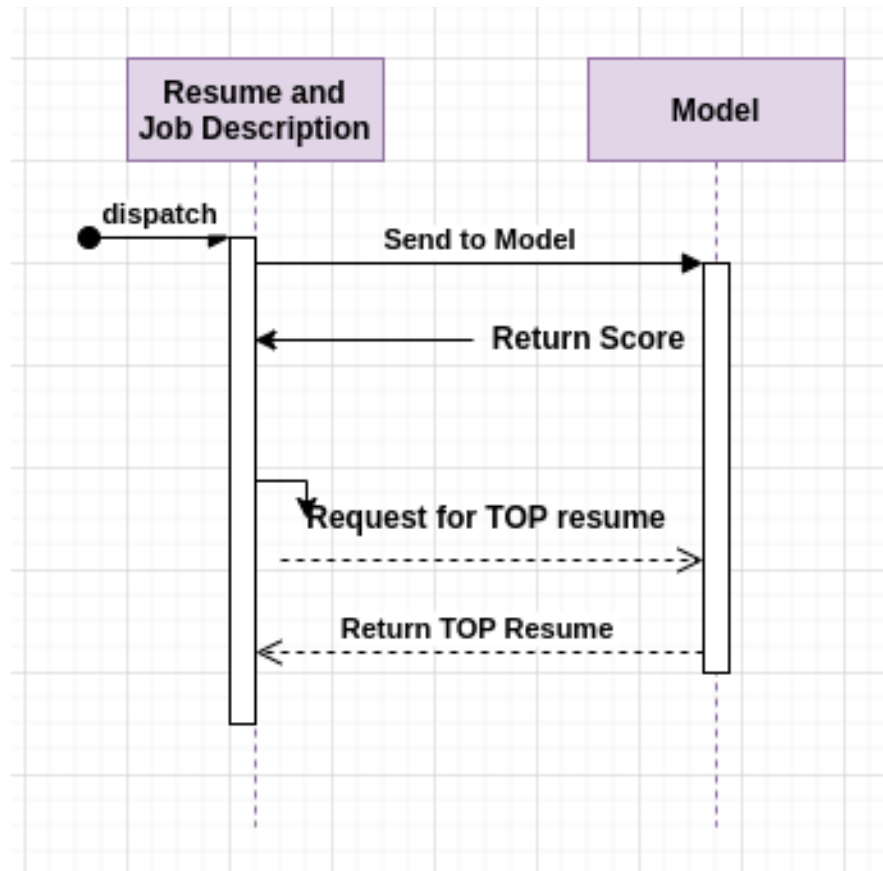 Resume and
Job Description
Model
dispatch
Send to Model
Return Score
Request for TOP resume
Return TOP Resume